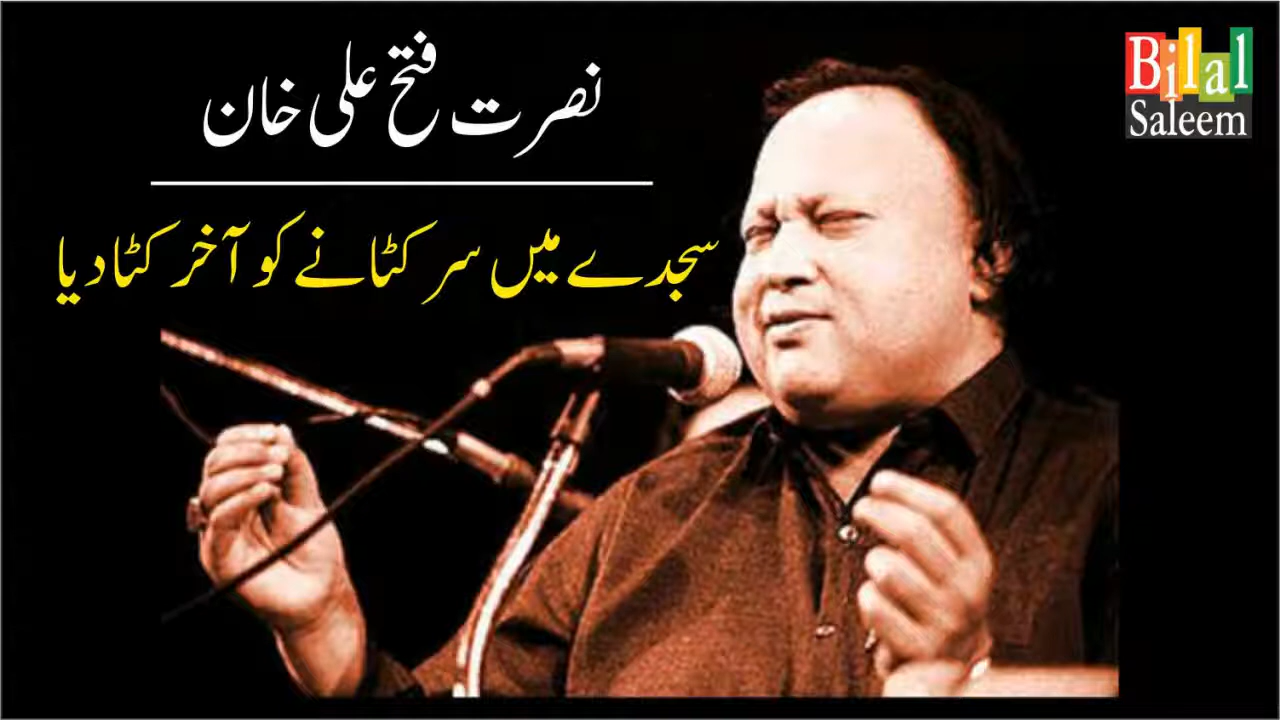 نصرت فتح علی خان
سجدے میں سر کٹانے کو آخر کٹا دیا
Bilal
Saleem